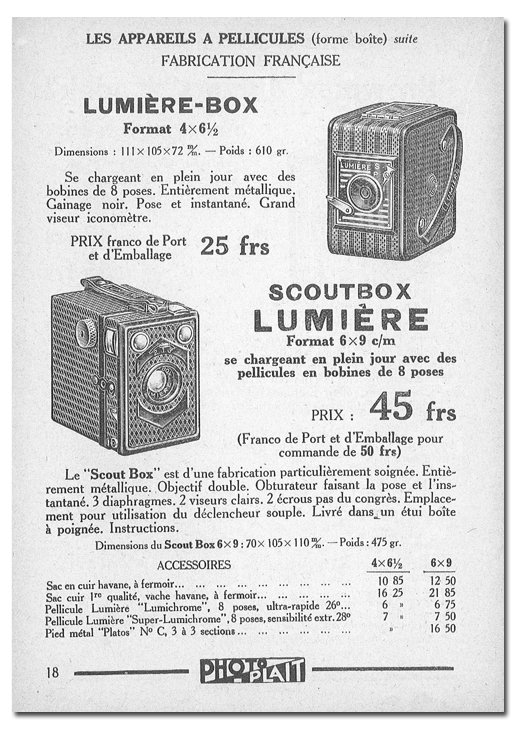 LES APPAREILS A PELLICULES (forme boîte) suite
FABRICATION FRANÇAISE
LUMIÈRE-BOX
Format 4×6½
Dimensions : 111×105×72 m/m. — Poids : 610 gr.
Se chargeant en plein jour avec des
bobines de 8 poses. Entièrement métallique.
Gainage noir. Pose et instantané. Grand
viseur iconomètre.
PRIX franco de Port
et d'Emballage 25 frs
LUMIÈRE
SCOUTBOX
LUMIÈRE
Format 6×9 c/m
se chargeant en plein jour avec des
pellicules en bobines de 8 poses
PRIX : 45 frs
(Franco de Port et d'Emballage pour
commande de 50 frs)
Le "Scout Box" est d'une fabrication particulièrement soignée. Entiè-
rement métallique. Objectif double. Obturateur faisant la pose et l'ins-
tantané. 3 diaphragmes. 2 viseurs clairs. 2 écrous pas du congrès. Emplace-
ment pour utilisation du déclencheur souple. Livré dans un étui boîte
à poignée. Instructions.
Dimensions du Scout Box 6×9 : 70×105×110 m/m. — Poids : 475 gr.
ACCESSOIRES 4×6½ 6×9
Sac en cuir havane, à fermoir... 10 85 12 50
Sac cuir 1re qualité, vache havane, à fermoir... 16 25 21 85
Pellicule Lumière "Lumichrome", 8 poses, ultra-rapide 26°... 6 » 6 75
Pellicule Lumière "Super-Lumichrome", 8 poses, sensibilité extr. 28° 7 » 7 50
Pied métal "Platos" No C, 3 à 3 sections... » 16 50
18 PHOTO-PLAIT